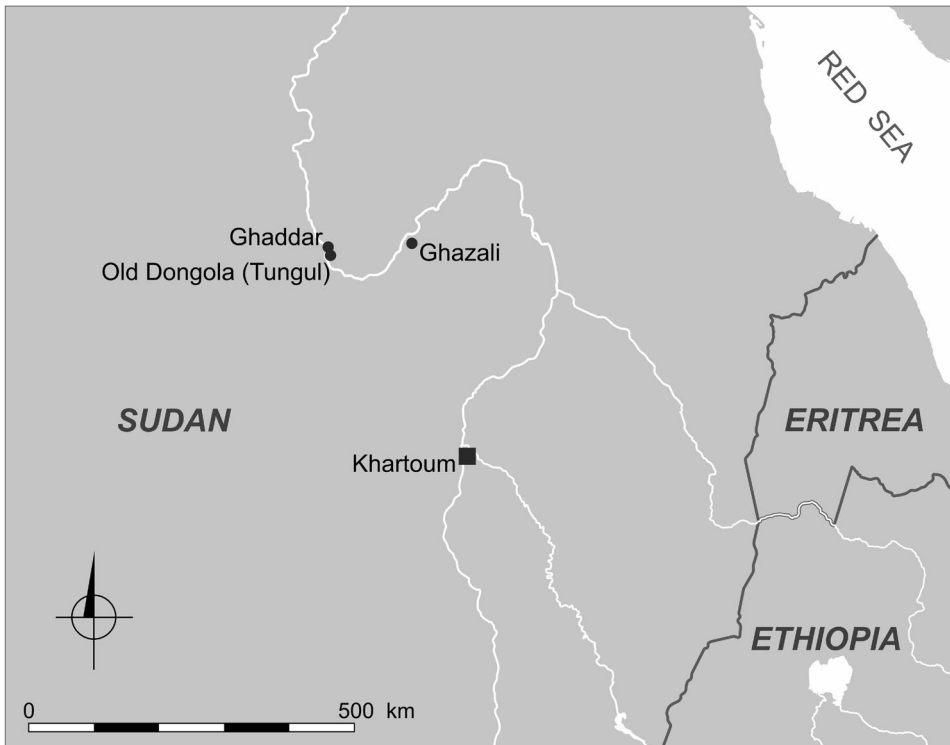 RED SEA
Ghaddar
Ghazali
Old Dongola (Tungul)
SUDAN
ERITREA
Khartoum
ETHIOPIA
0 500 km